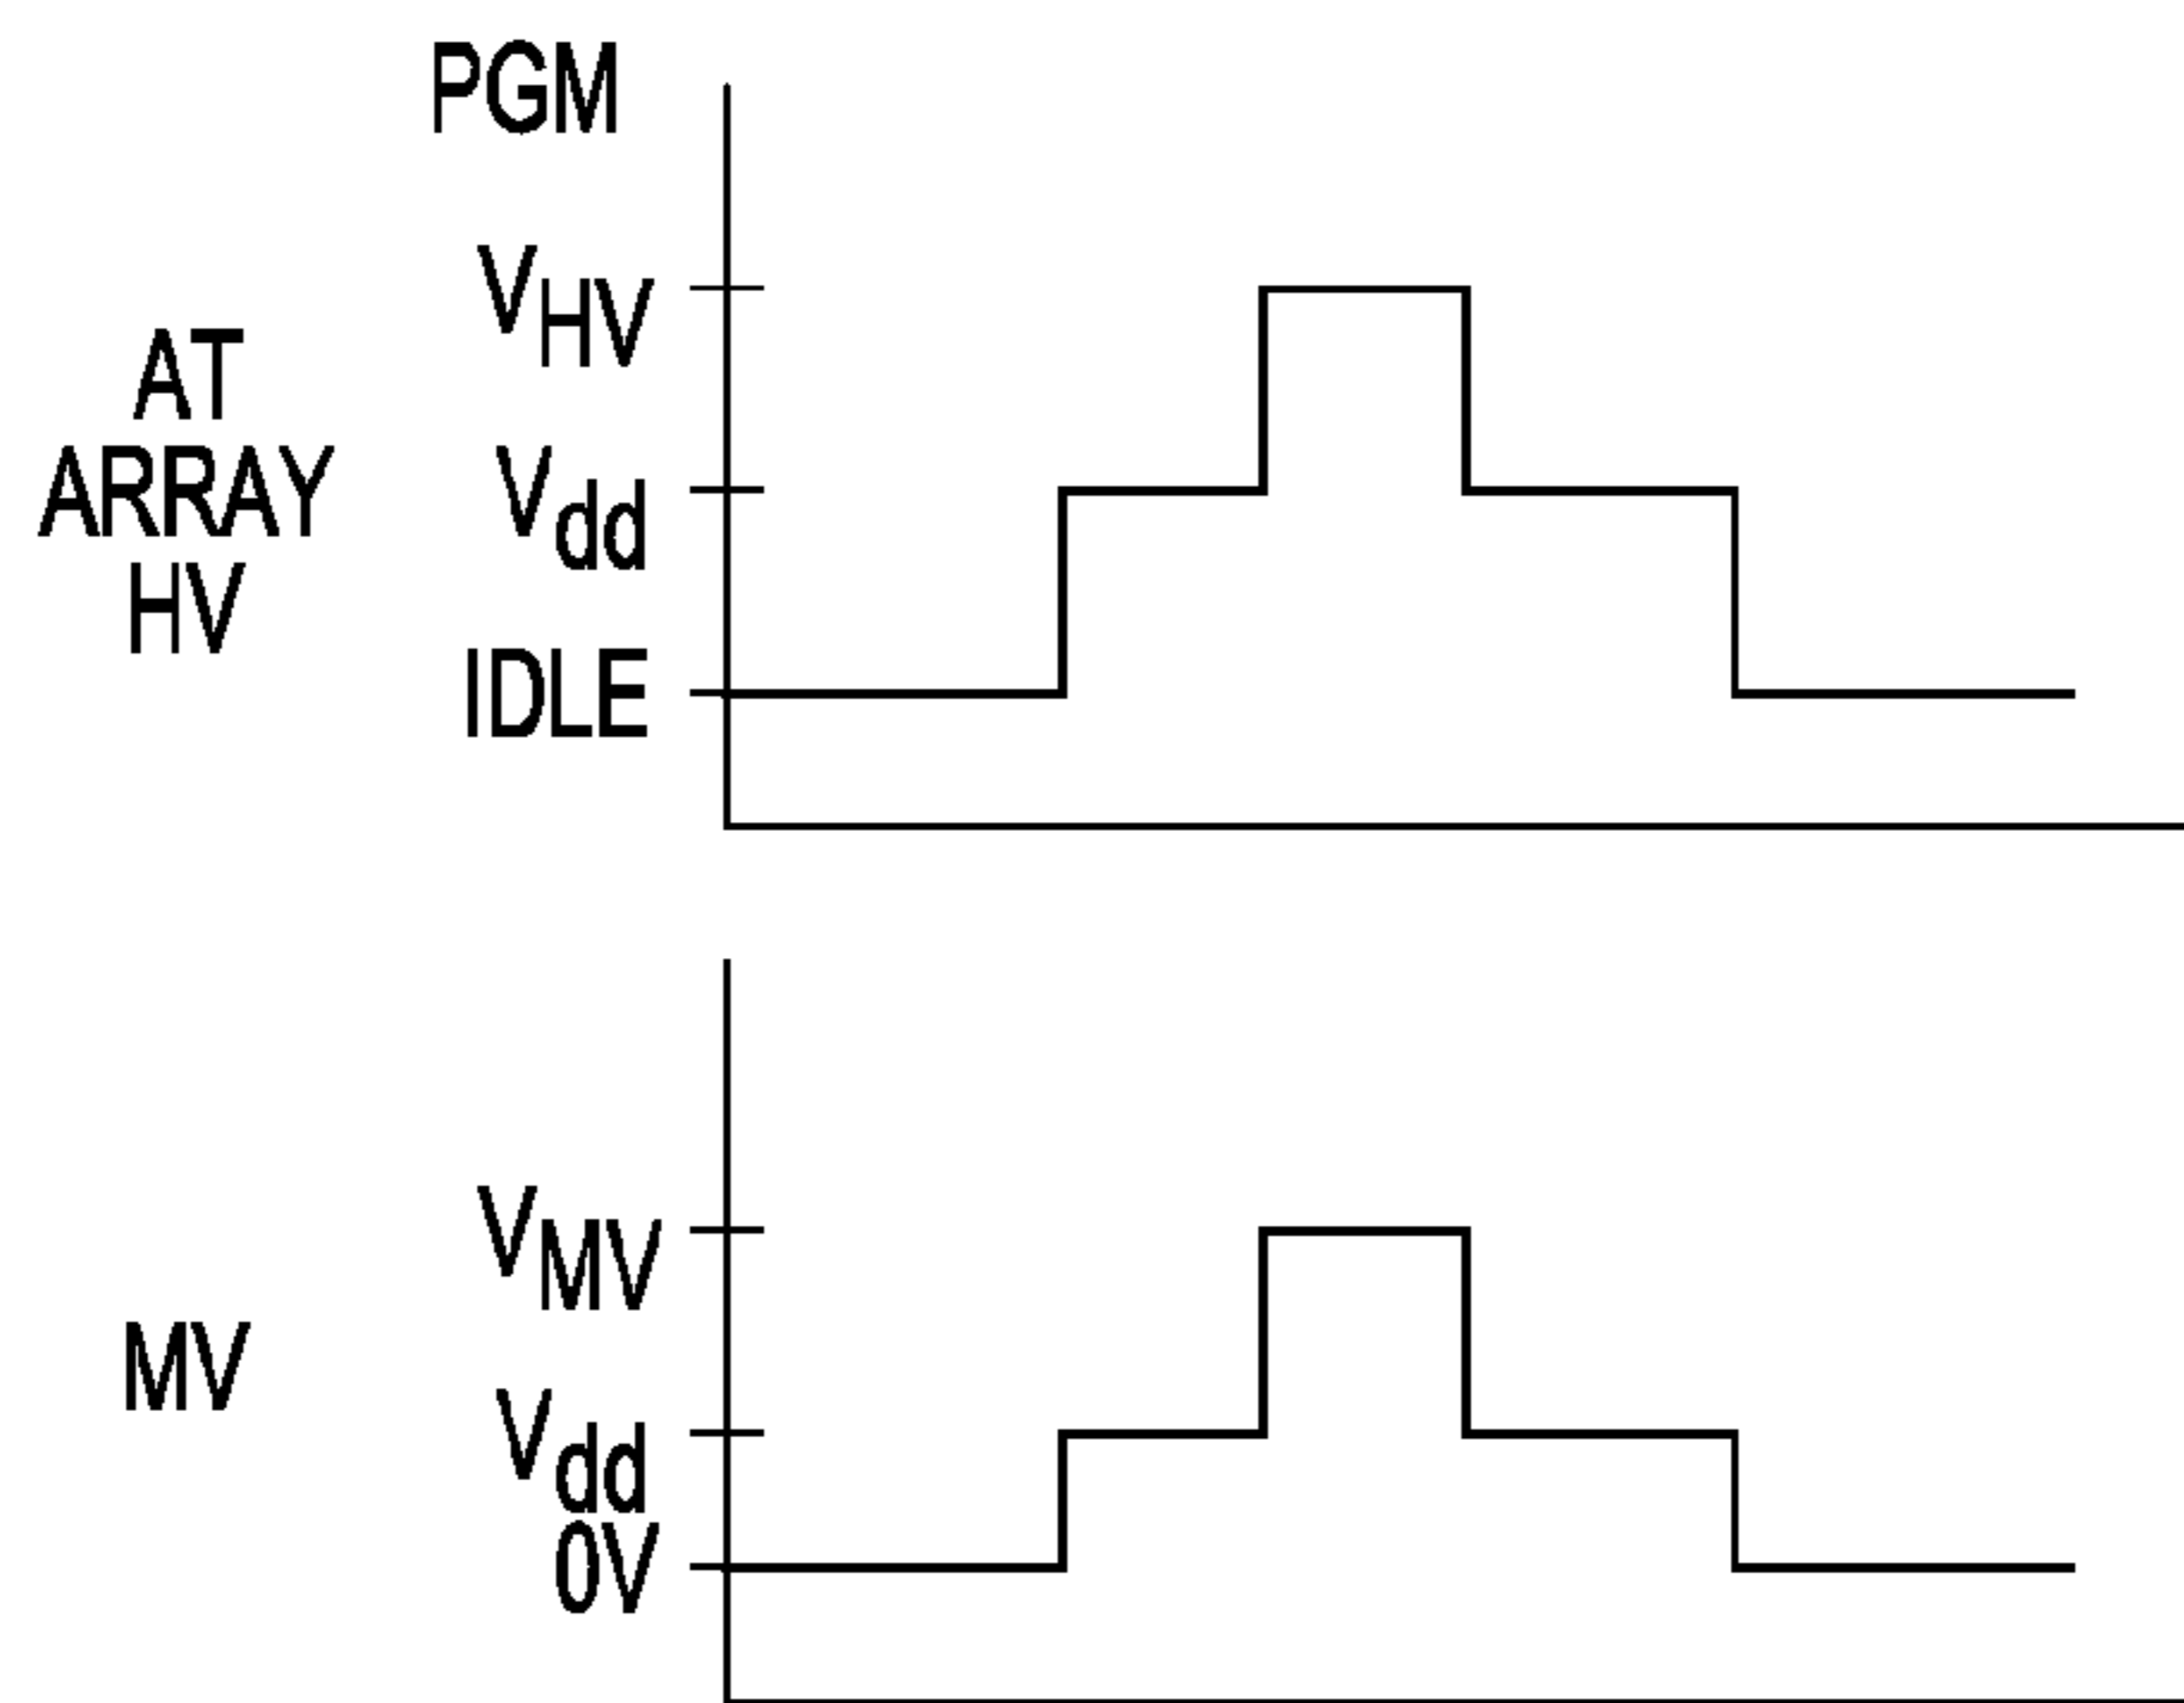 PGM
VHV
AT
ARRAY
HV
Vdd
IDLE
VMV
MV
Vdd
0V